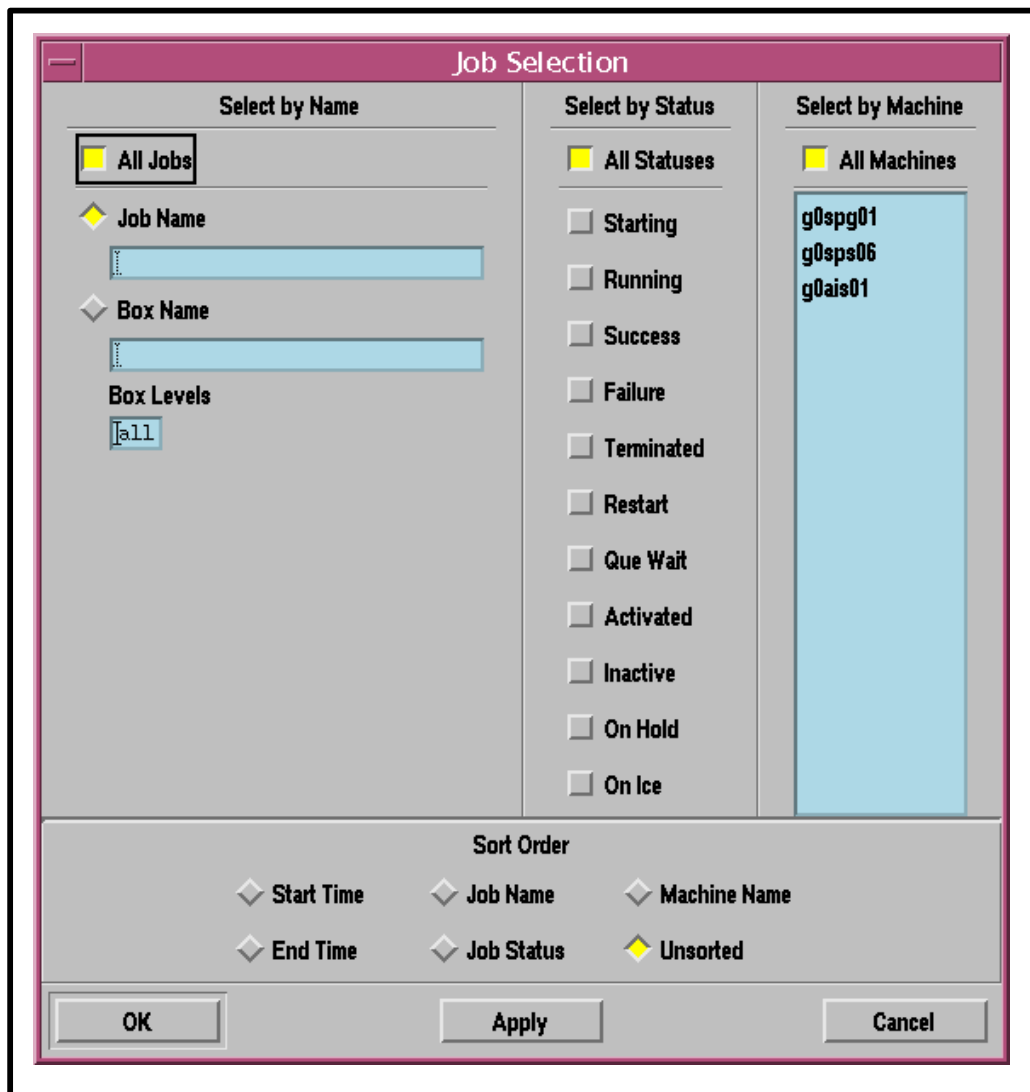 Job Selection
Select by Name
All Jobs
Job Name
Box Name
Box Levels
all
Select by Status
All Statuses
Starting
Running
Success
Failure
Terminated
Restart
Que Wait
Activated
Inactive
On Hold
On Ice
Select by Machine
All Machines
g0spg01
g0sps06
g0ais01
Sort Order
Start Time Job Name Machine Name
End Time Job Status Unsorted
OK Apply Cancel